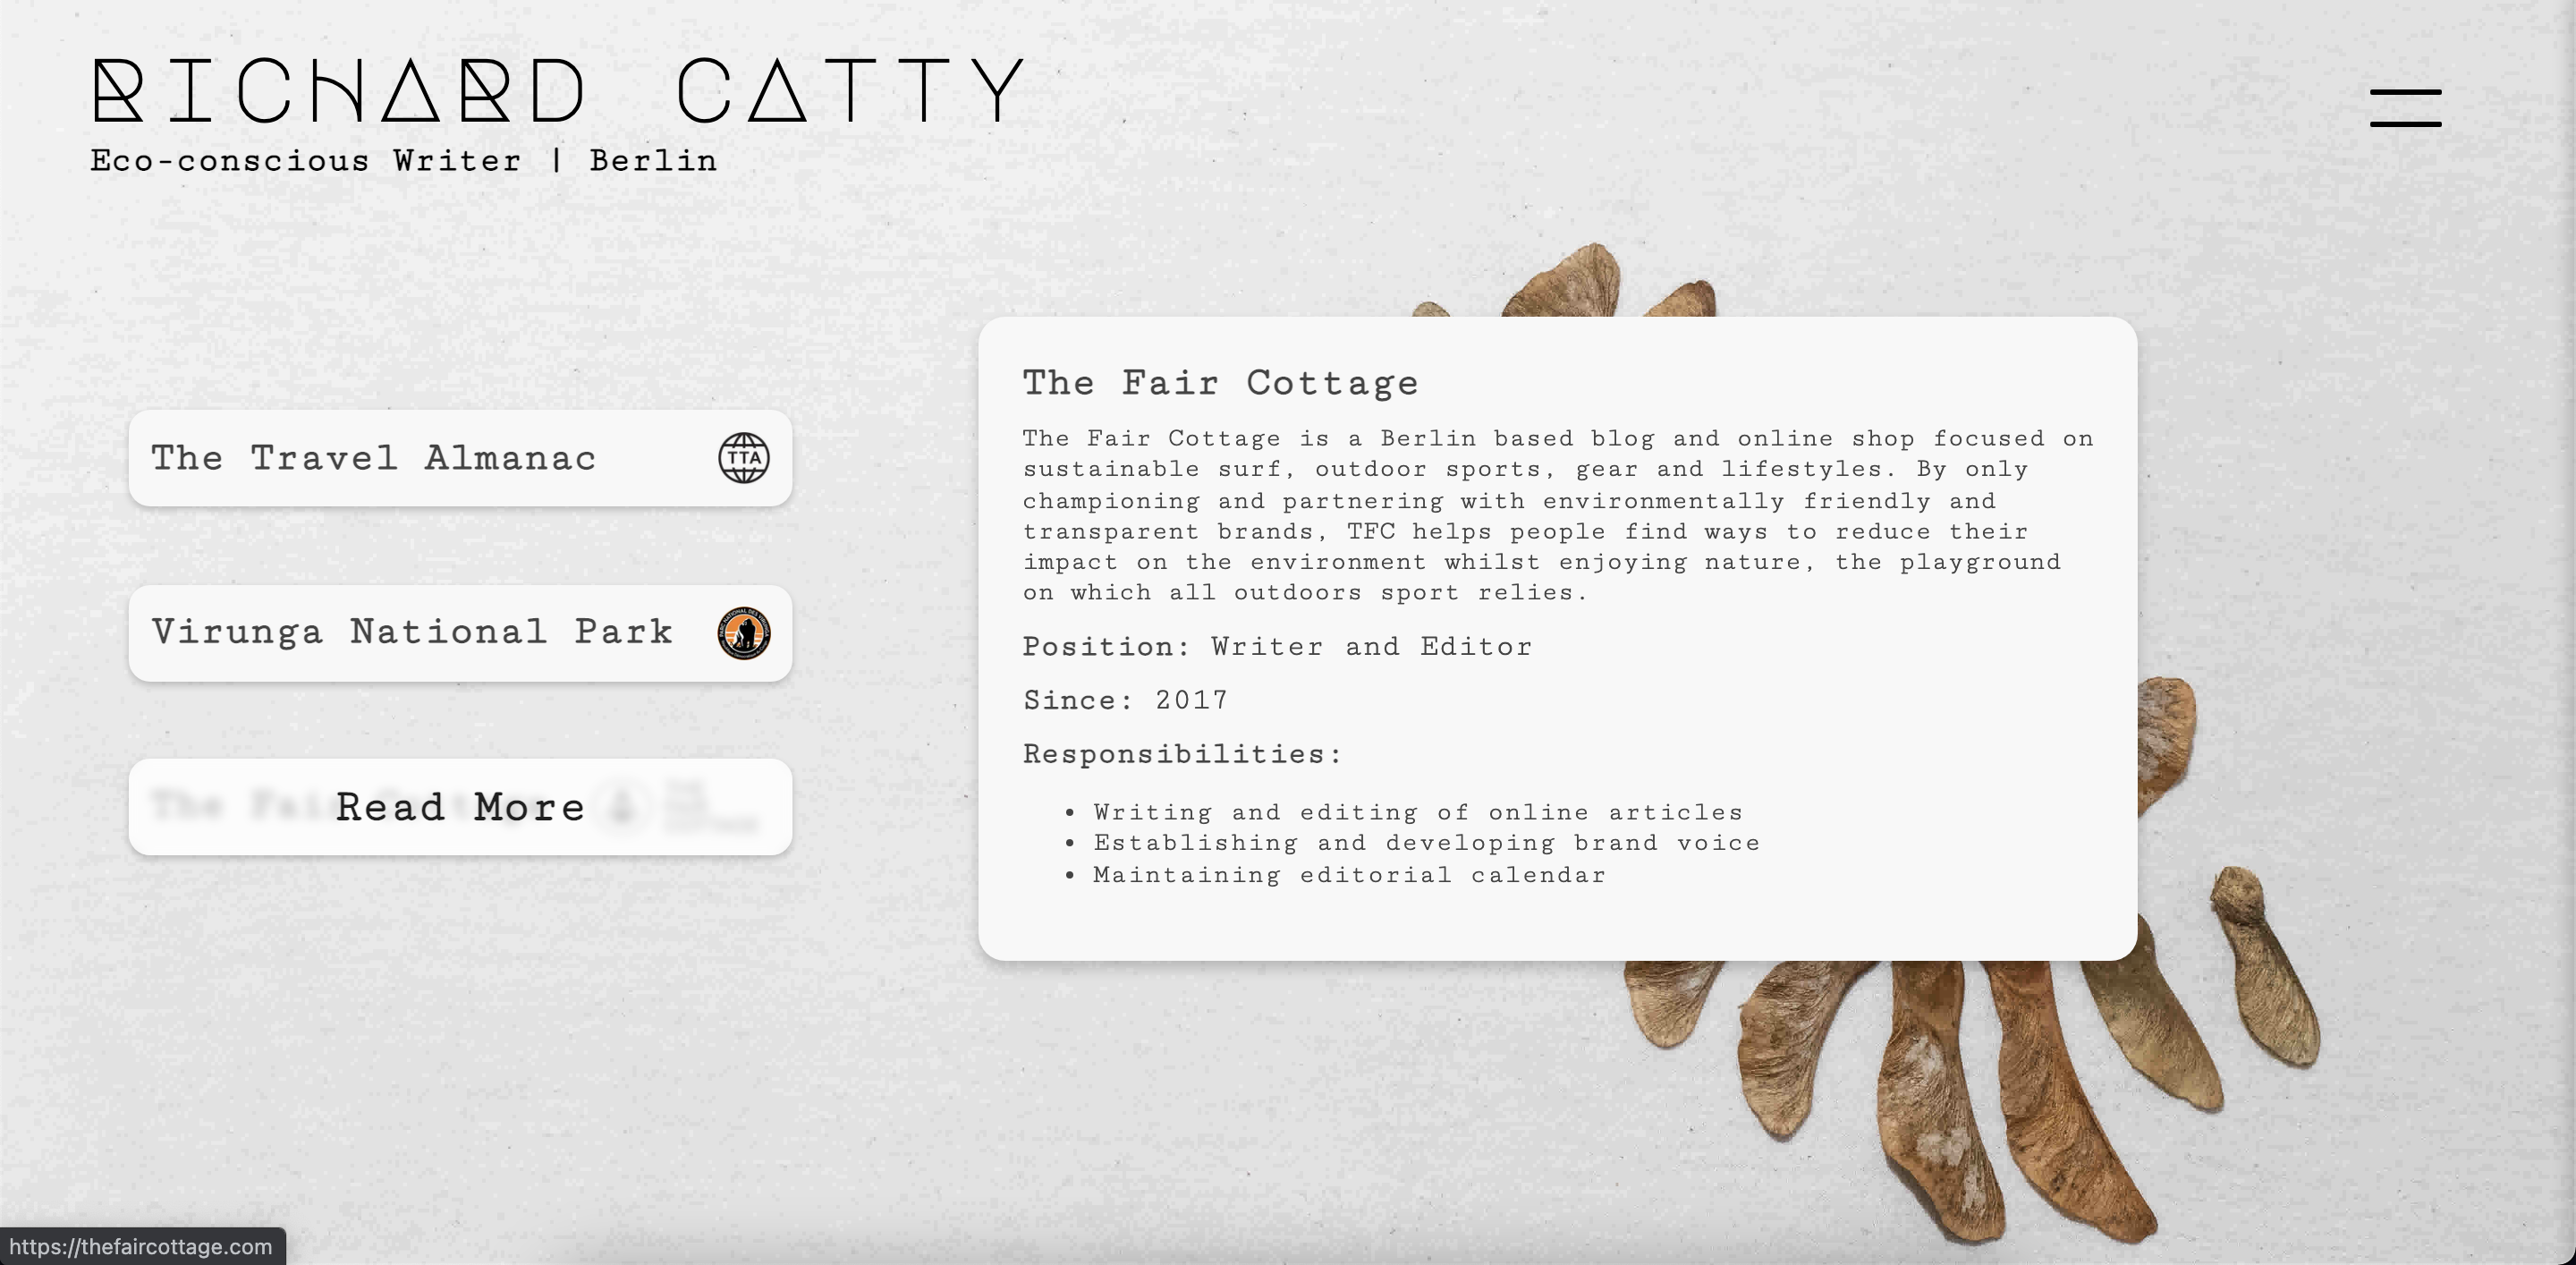 RICHARD CATTY
Eco-conscious Writer | Berlin
The Travel Almanac
TTA
Virunga National Park
Read More
The Fair Cottage
The Fair Cottage is a Berlin based blog and online shop focused on
sustainable surf, outdoor sports, gear and lifestyles. By only
championing and partnering with environmentally friendly and
transparent brands, TFC helps people find ways to reduce their
impact on the environment whilst enjoying nature, the playground
on which all outdoors sport relies.
Position: Writer and Editor
Since: 2017
Responsibilities:
• Writing and editing of online articles
• Establishing and developing brand voice
• Maintaining editorial calendar
https://thefaircottage.com